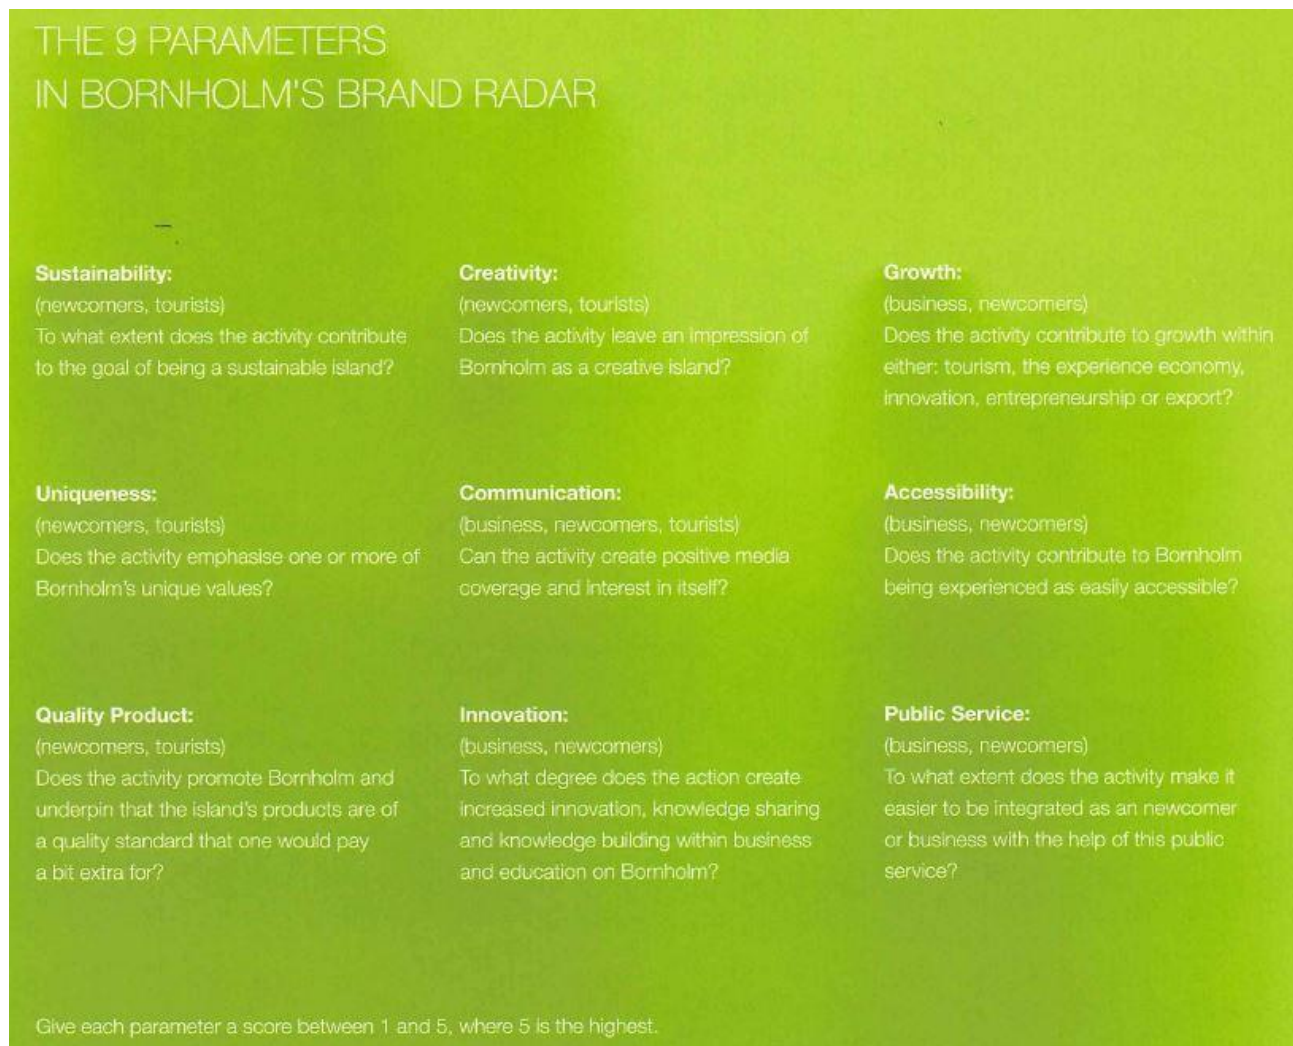 THE 9 PARAMETERS
IN BORNHOLM'S BRAND RADAR
Sustainability:
(newcomers, tourists)
To what extent does the activity contribute
to the goal of being a sustainable island?
Creativity:
(newcomers, tourists)
Does the activity leave an impression of
Bornholm as a creative island?
Growth:
(business, newcomers)
Does the activity contribute to growth within
either: tourism, the experience economy,
innovation, entrepreneurship or export?
Uniqueness:
(newcomers, tourists)
Does the activity emphasise one or more of
Bornholm's unique values?
Communication:
(business, newcomers, tourists)
Can the activity create positive media
coverage and interest in itself?
Accessibility:
(business, newcomers)
Does the activity contribute to Bornholm
being experienced as easily accessible?
Quality Product:
(newcomers, tourists)
Does the activity promote Bornholm and
underpin that the island's products are of
a quality standard that one would pay
a bit extra for?
Innovation:
(business, newcomers)
To what degree does the action create
increased innovation, knowledge sharing
and knowledge building within business
and education on Bornholm?
Public Service:
(business, newcomers)
To what extent does the activity make it
easier to be integrated as an newcomer
or business with the help of this public
service?
Give each parameter a score between 1 and 5, where 5 is the highest.